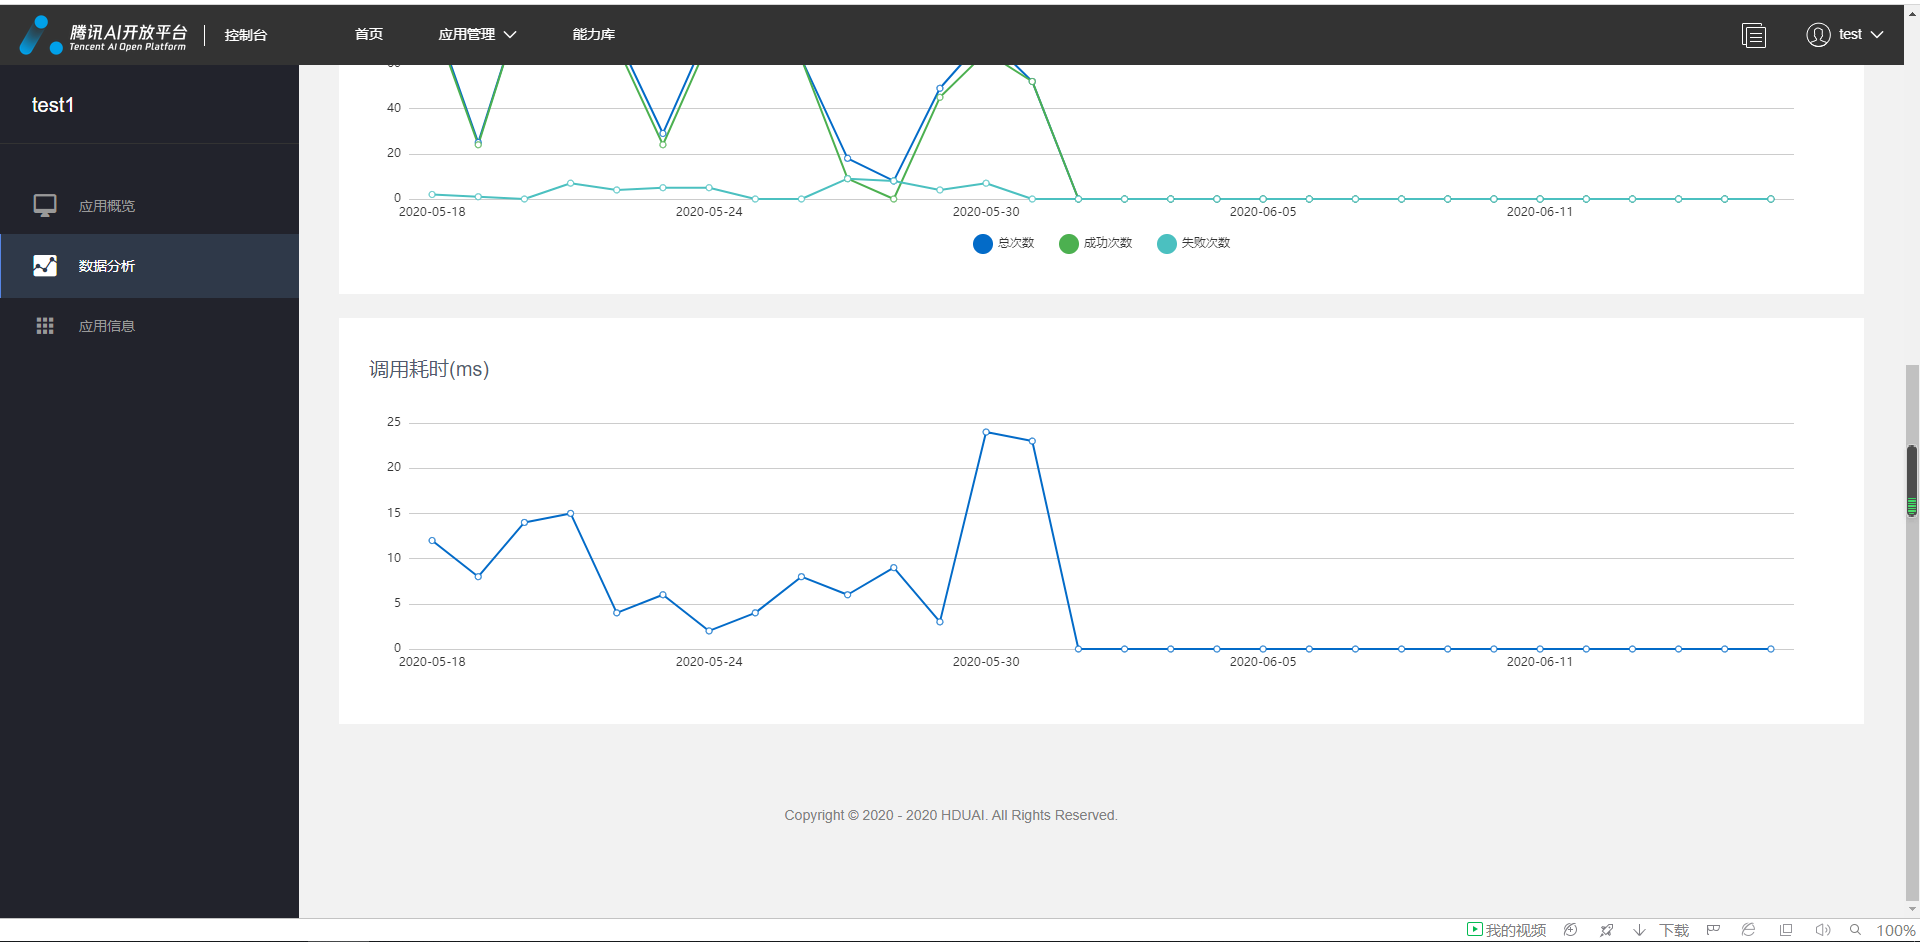 腾讯AI开放平台
Tencent AI Open Platform
控制台
首页
应用管理
能力库
test
test1
应用概览
数据分析
应用信息
40
20
0
2020-05-18
2020-05-24
2020-05-30
2020-06-05
2020-06-11
总次数
成功次数
失败次数
调用耗时(ms)
25
20
15
10
5
0
2020-05-18
2020-05-24
2020-05-30
2020-06-05
2020-06-11
Copyright © 2020 - 2020 HDUAI. All Rights Reserved.
我的视频
下载
100%